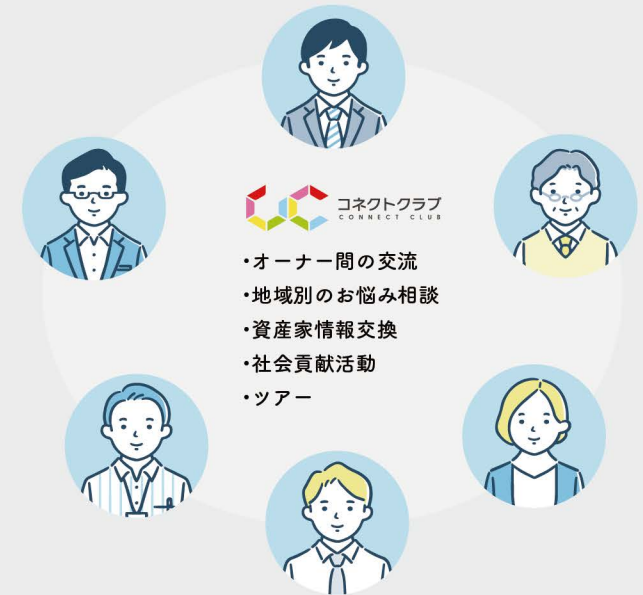 コネクトクラブ
CONNECT CLUB
・オーナー間の交流
・地域別のお悩み相談
・資産家情報交換
・社会貢献活動
・ツアー